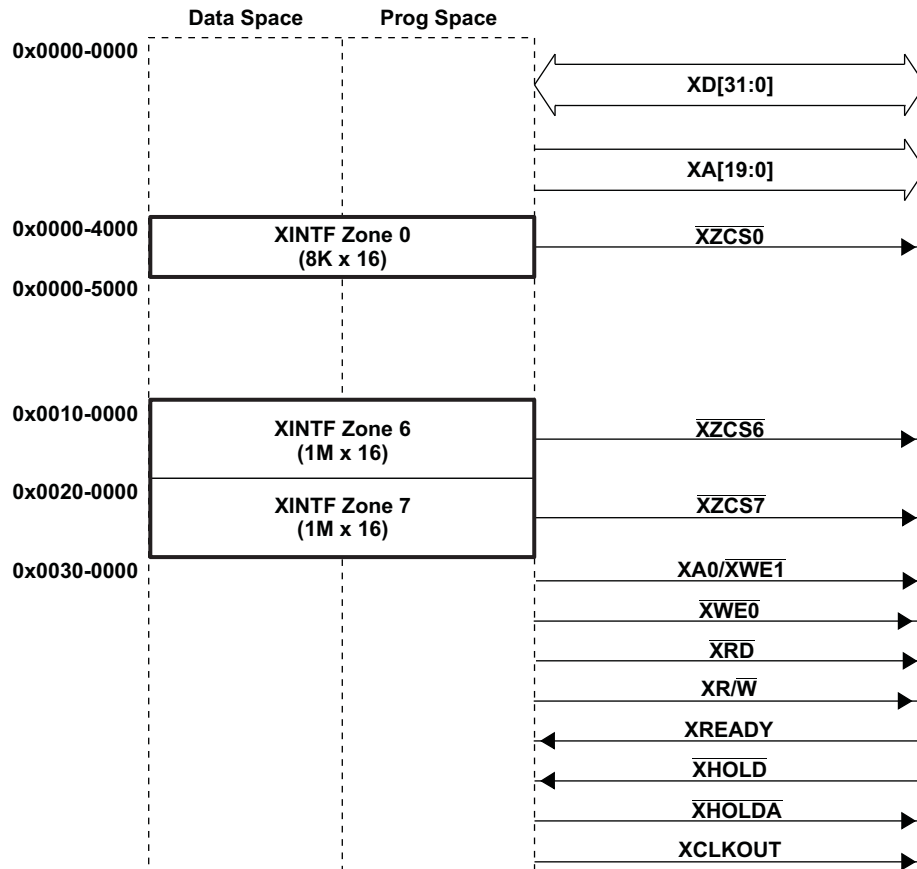 Data Space Prog Space
0x0000-0000
XD[31:0]
XA[19:0]
0x0000-4000
XINTF Zone 0
(8K x 16)
XZCS0
0x0000-5000
0x0010-0000
XINTF Zone 6
(1M x 16)
XZCS6
0x0020-0000
XINTF Zone 7
(1M x 16)
XZCS7
0x0030-0000
XA0/XWE1
XWE0
XRD
XR/W
XREADY
XHOLD
XHOLDA
XCLKOUT